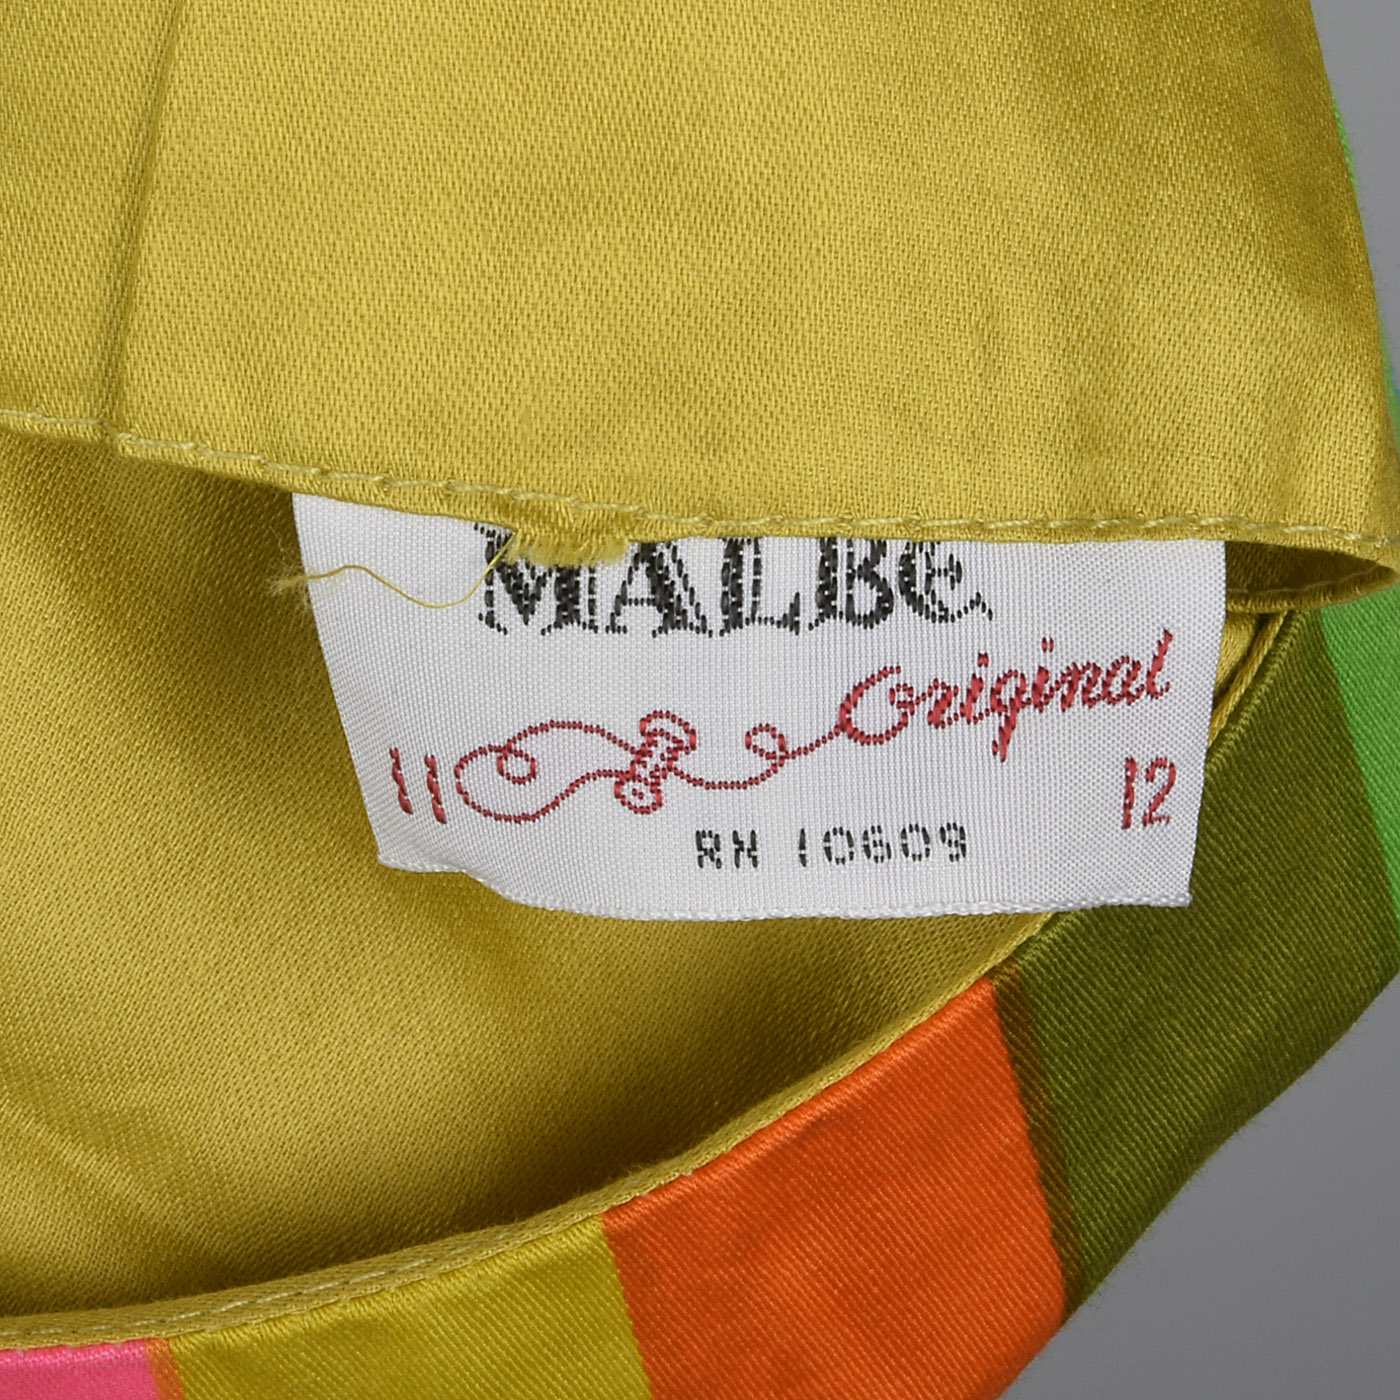 MALBE
Original
11 12
RN 10609